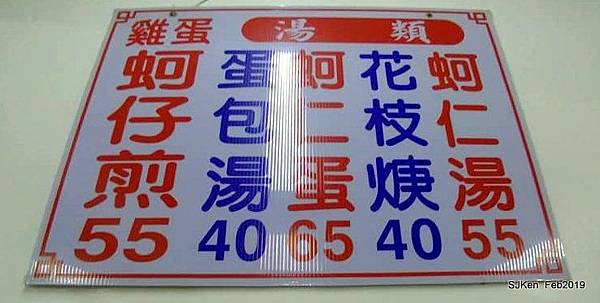 湯類
蚵仁湯
55
花枝焿
40
蚵仁蛋
65
蛋包湯
40
雞蛋
蚵仔煎
55
SJKen Feb2019